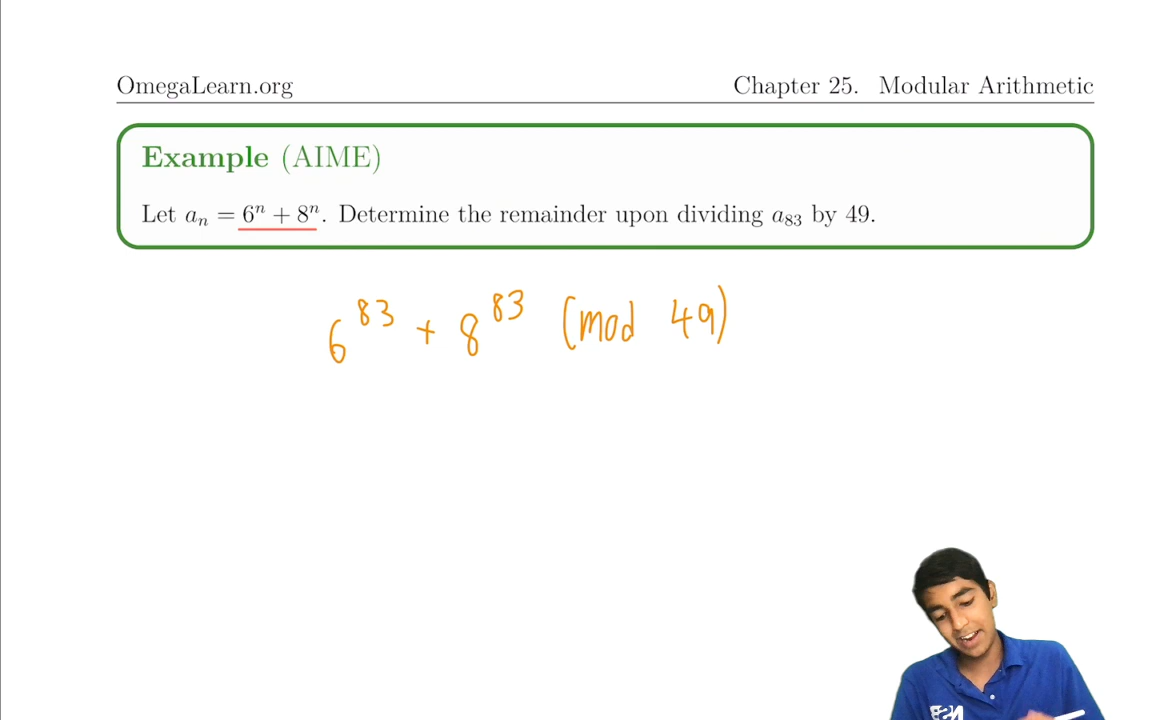 OmegaLearn.org Chapter 25. Modular Arithmetic
Example (AIME)
Let aₙ = 6ⁿ + 8ⁿ. Determine the remainder upon dividing a₈₃ by 49.
6⁸³ + 8⁸³ (mod 49)